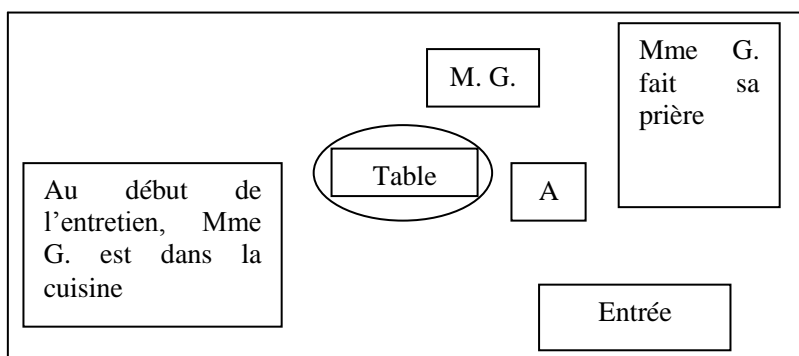 M. G.
Mme G.
fait sa
prière
Table
A
Au début de
l’entretien, Mme
G. est dans la
cuisine
Entrée